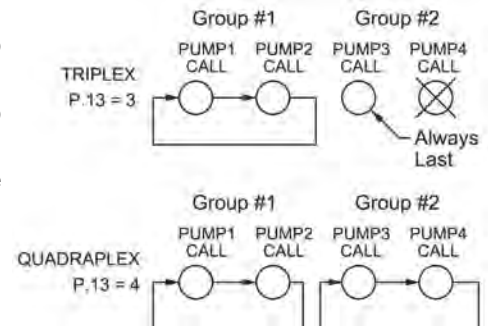 Group #1 Group #2
PUMP1 PUMP2 PUMP3 PUMP4
CALL CALL CALL CALL
TRIPLEX
P.13 = 3
Always
Last
Group #1 Group #2
PUMP1 PUMP2 PUMP3 PUMP4
CALL CALL CALL CALL
QUADRAPLEX
P.13 = 4